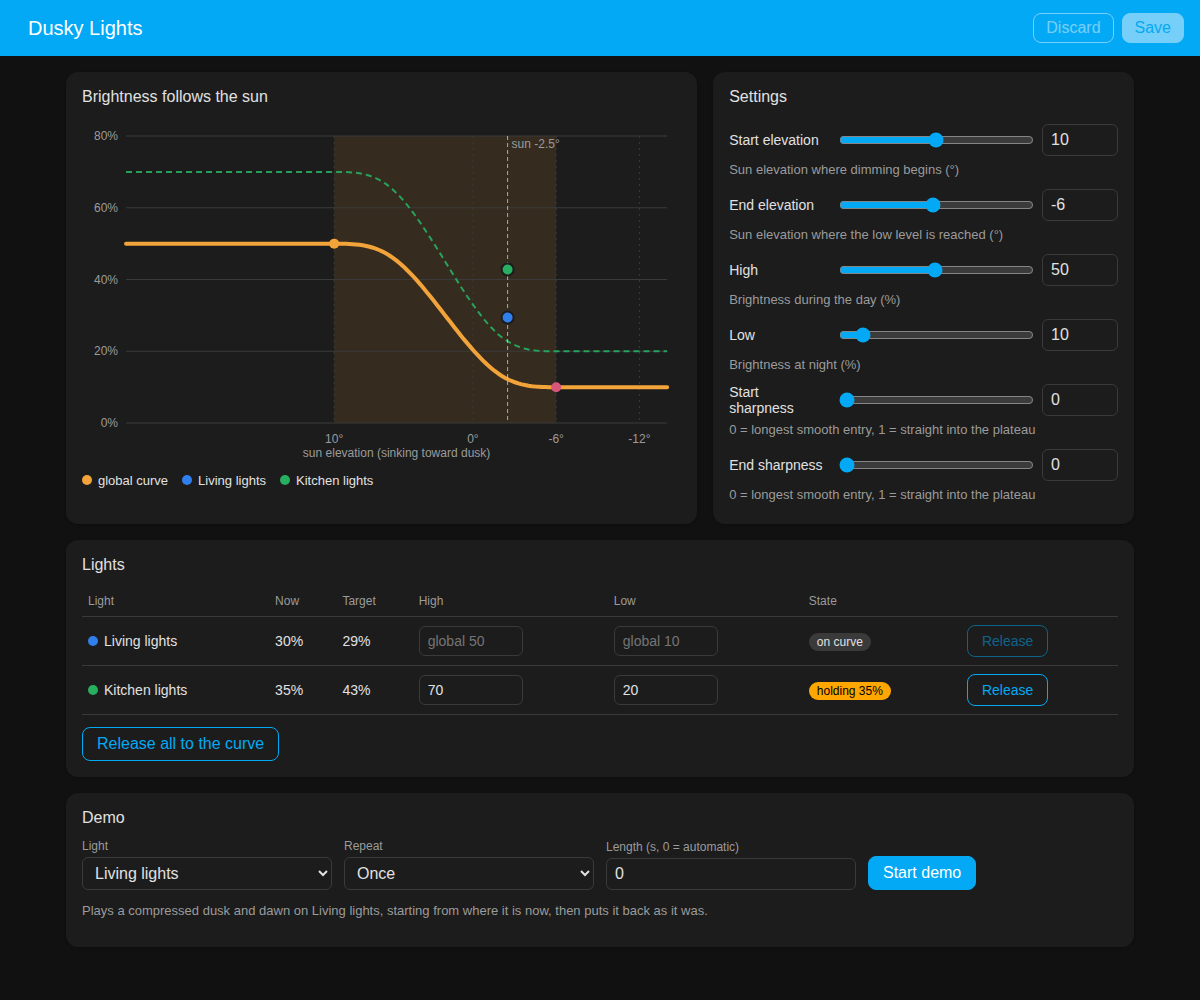 Dusky Lights
Discard
Save
Brightness follows the sun
80%
60%
40%
20%
0%
sun -2.5°
10°
0°
-6°
-12°
sun elevation (sinking toward dusk)
global curve
Living lights
Kitchen lights
Settings
Start elevation
10
Sun elevation where dimming begins (°)
End elevation
-6
Sun elevation where the low level is reached (°)
High
50
Brightness during the day (%)
Low
10
Brightness at night (%)
Start
sharpness
0
0 = longest smooth entry, 1 = straight into the plateau
End sharpness
0
0 = longest smooth entry, 1 = straight into the plateau
Lights
Light Now Target High Low State
Living lights 30% 29% global 50 global 10 on curve Release
Kitchen lights 35% 43% 70 20 holding 35% Release
Release all to the curve
Demo
Light Repeat Length (s, 0 = automatic)
Living lights Once 0 Start demo
Plays a compressed dusk and dawn on Living lights, starting from where it is now, then puts it back as it was.